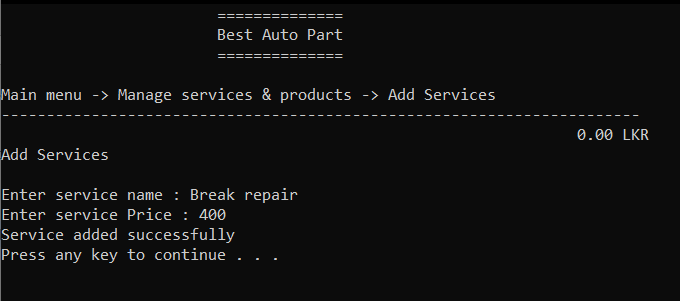 ==============
Best Auto Part
==============
Main menu -> Manage services & products -> Add Services
-----------------------------------------------------------------------
0.00 LKR
Add Services
Enter service name : Break repair
Enter service Price : 400
Service added successfully
Press any key to continue . . .